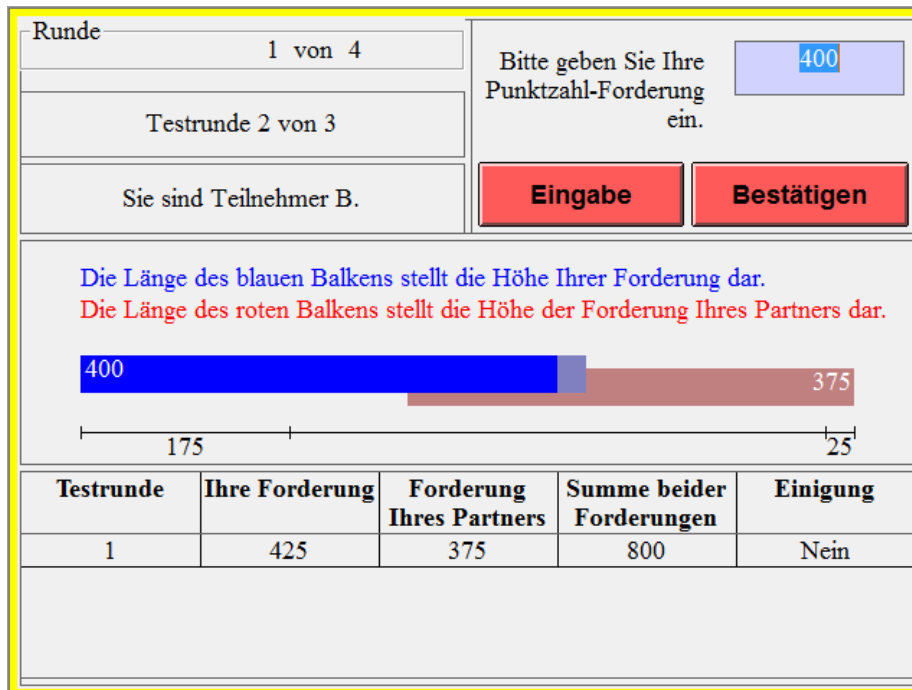 Runde
1 von 4
Testrunde 2 von 3
Sie sind Teilnehmer B.
Bitte geben Sie Ihre
Punktzahl-Forderung
ein.
400
Eingabe
Bestätigen
Die Länge des blauen Balkens stellt die Höhe Ihrer Forderung dar.
Die Länge des roten Balkens stellt die Höhe der Forderung Ihres Partners dar.
400
375
175
25
Testrunde Ihre Forderung Forderung Ihres Partners Summe beider Forderungen Einigung
1 425 375 800 Nein